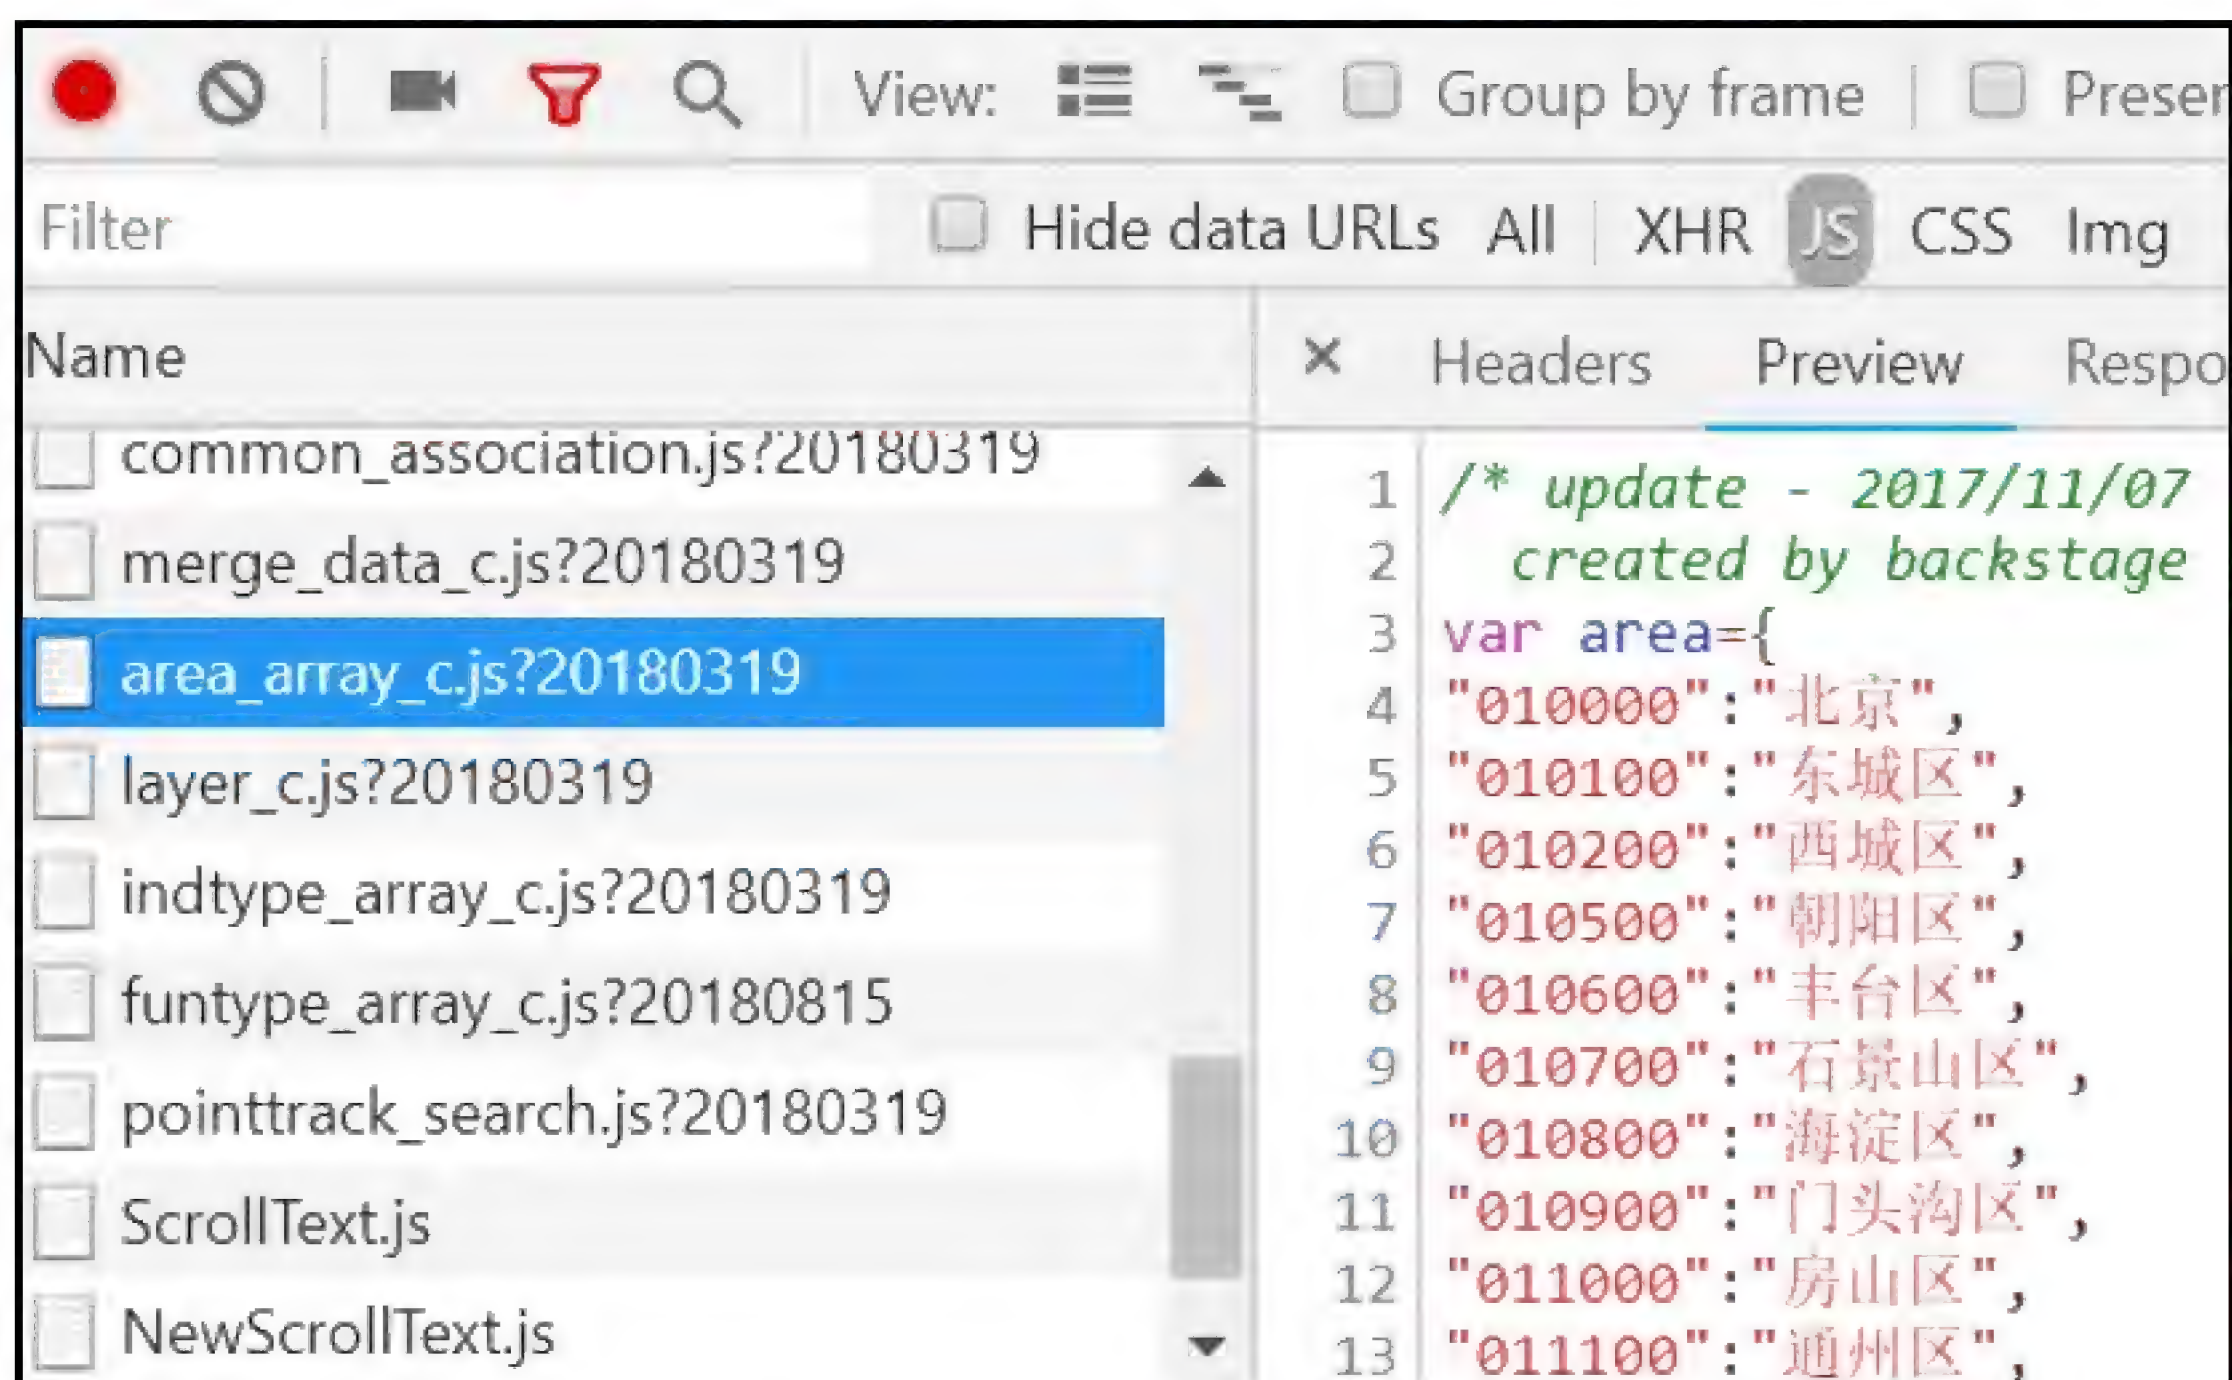 View: Group by frame Preser
Filter Hide data URLs All XHR JS CSS Img
Name
× Headers Preview Respo
common_association.js?20180319
merge_data_c.js?20180319
area_array_c.js?20180319
layer_c.js?20180319
indtype_array_c.js?20180319
funtype_array_c.js?20180815
pointtrack_search.js?20180319
ScrollText.js
NewScrollText.js
1 /* update - 2017/11/07
2 created by backstage
3 var area={
4 "010000":"北京",
5 "010100":"东城区",
6 "010200":"西城区",
7 "010500":"朝阳区",
8 "010600":"丰台区",
9 "010700":"石景山区",
10 "010800":"海淀区",
11 "010900":"门头沟区",
12 "011000":"房山区",
13 "011100":"通州区",